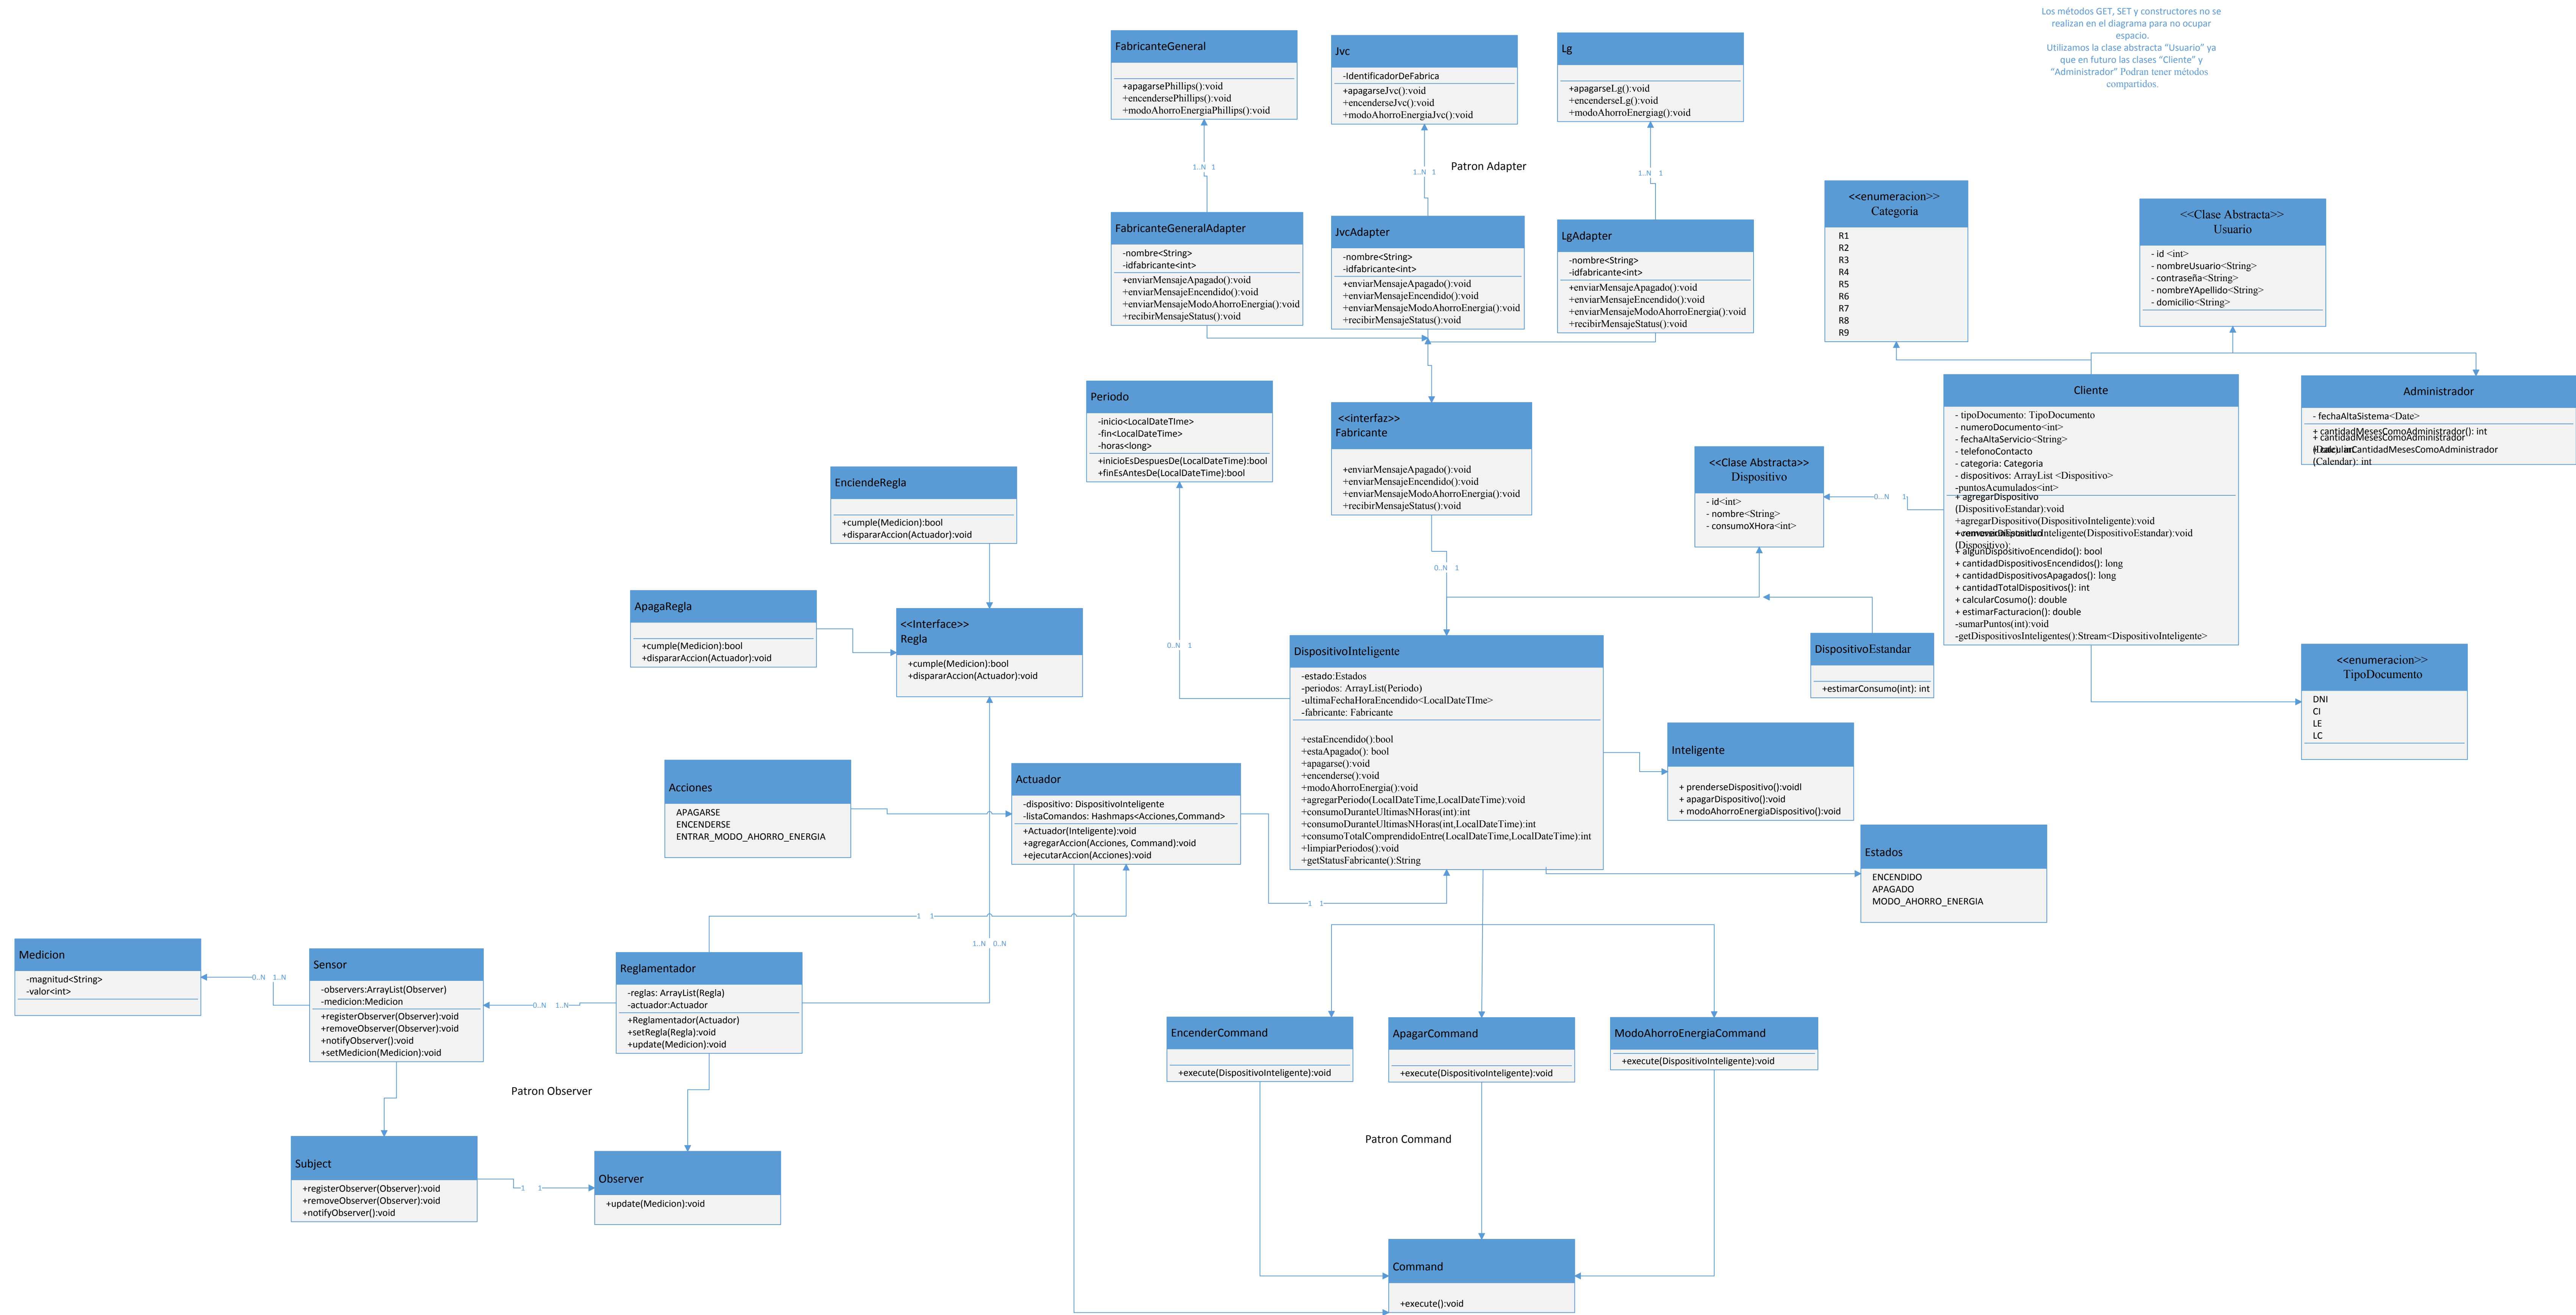 Los métodos GET, SET y constructores no se
realizan en el diagrama para no ocupar
espacio.
Utilizamos la clase abstracta "Usuario" ya
que en futuro las clases "Cliente" y
"Administrador" Podran tener métodos
compartidos.
FabricanteGeneral
+apagarsePhillips():void
+encendersePhillips():void
+modoAhorroEnergiaPhillips():void
Jvc
-IdentificadorDeFabrica
+apagarseJvc():void
+encenderseJvc():void
+modoAhorroEnergiaJvc():void
Lg
+apagarseLg():void
+encenderseLg():void
+modoAhorroEnergiag():void
1..N 1
1..N 1
Patron Adapter
1..N 1
FabricanteGeneralAdapter
-nombre<String>
-idfabricante<int>
+enviarMensajeApagado():void
+enviarMensajeEncendido():void
+enviarMensajeModoAhorroEnergia():void
+recibirMensajeStatus():void
JvcAdapter
-nombre<String>
-idfabricante<int>
+enviarMensajeApagado():void
+enviarMensajeEncendido():void
+enviarMensajeModoAhorroEnergia():void
+recibirMensajeStatus():void
LgAdapter
-nombre<String>
-idfabricante<int>
+enviarMensajeApagado():void
+enviarMensajeEncendido():void
+enviarMensajeModoAhorroEnergia():void
+recibirMensajeStatus():void
<<enumeracion>>
Categoria
R1
R2
R3
R4
R5
R6
R7
R8
R9
<<Clase Abstracta>>
Usuario
- id <int>
- nombreUsuario<String>
- contraseña<String>
- nombreYApellido<String>
- domicilio<String>
Periodo
-inicio<LocalDateTIme>
-fin<LocalDateTime>
-horas<long>
+inicioEsDespuesDe(LocalDateTime):bool
+finEsAntesDe(LocalDateTime):bool
<<interfaz>>
Fabricante
+enviarMensajeApagado():void
+enviarMensajeEncendido():void
+enviarMensajeModoAhorroEnergia():void
+recibirMensajeStatus():void
<<Clase Abstracta>>
Dispositivo
- id<int>
- nombre<String>
- consumoXHora<int>
0...N 1
Cliente
- tipoDocumento: TipoDocumento
- numeroDocumento<int>
- fechaAltaServicio<String>
- telefonoContacto
- categoria: Categoria
- dispositivos: ArrayList <Dispositivo>
-puntosAcumulados<int>
+ agregarDispositivo
(DispositivoEstandar):void
+agregarDispositivo(DispositivoInteligente):void
Inteligente(DispositivoEstandar):void
(Dispositivo):
+ algunDispositivoEncendido(): bool
+ cantidadDispositivosEncendidos(): long
+ cantidadDispositivosApagados(): long
+ cantidadTotalDispositivos(): int
+ calcularCosumo(): double
+ estimarFacturacion(): double
-sumarPuntos(int):void
-getDispositivosInteligentes():Stream<DispositivoInteligente>
Administrador
- fechaAltaSistema<Date>
+ cantidadMesesComoAdministrador(): int
+ cantidadMesesComoAdministrador
CantidadMesesComoAdministrador
(Calendar): int
EnciendeRegla
+cumple(Medicion):bool
+dispararAccion(Actuador):void
ApagaRegla
+cumple(Medicion):bool
+dispararAccion(Actuador):void
<<Interface>>
Regla
+cumple(Medicion):bool
+dispararAccion(Actuador):void
0..N 1
0..N 1
DispositivoInteligente
-estado:Estados
-periodos: ArrayList(Periodo)
-ultimaFechaHoraEncendido<LocalDateTIme>
-fabricante: Fabricante
+estaEncendido():bool
+estaApagado(): bool
+apagarse():void
+encenderse():void
+modoAhorroEnergia():void
+agregarPeriodo(LocalDateTime,LocalDateTime):void
+consumoDuranteUltimasNHoras(int):int
+consumoDuranteUltimasNHoras(int,LocalDateTime):int
+consumoTotalComprendidoEntre(LocalDateTime,LocalDateTime):int
+limpiarPeriodos():void
+getStatusFabricante():String
DispositivoEstandar
+estimarConsumo(int): int
<<enumeracion>>
TipoDocumento
DNI
CI
LE
LC
Inteligente
+ prenderseDispositivo():voidl
+ apagarDispositivo():void
+ modoAhorroEnergiaDispositivo():void
Acciones
APAGARSE
ENCENDERSE
ENTRAR_MODO_AHORRO_ENERGIA
Actuador
-dispositivo: DispositivoInteligente
-listaComandos: Hashmaps<Acciones,Command>
+Actuador(Inteligente):void
+agregarAccion(Acciones, Command):void
+ejecutarAccion(Acciones):void
Estados
ENCENDIDO
APAGADO
MODO_AHORRO_ENERGIA
1 1
1 1
1..N 0..N
Medicion
-magnitud<String>
-valor<int>
0..N 1..N
Sensor
-observers:ArrayList(Observer)
-medicion:Medicion
+registerObserver(Observer):void
+removeObserver(Observer):void
+notifyObserver():void
+setMedicion(Medicion):void
0..N 1..N
Reglamentador
-reglas: ArrayList(Regla)
-actuador:Actuador
+Reglamentador(Actuador)
+setRegla(Regla):void
+update(Medicion):void
EncenderCommand
+execute(DispositivoInteligente):void
ApagarCommand
+execute(DispositivoInteligente):void
ModoAhorroEnergiaCommand
+execute(DispositivoInteligente):void
Patron Observer
Patron Command
Subject
+registerObserver(Observer):void
+removeObserver(Observer):void
+notifyObserver():void
1 1
Observer
+update(Medicion):void
Command
+execute():void